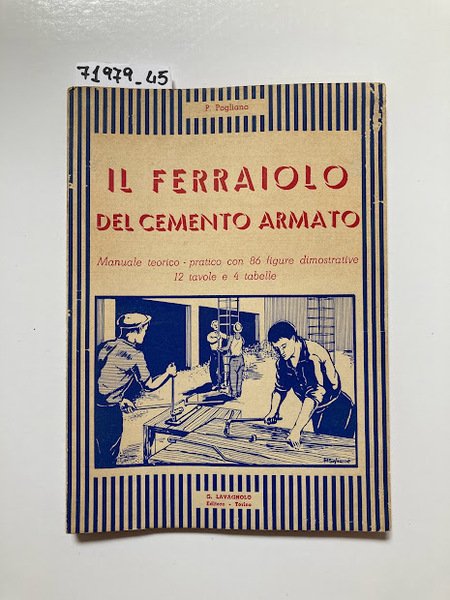 71979_45
P. Pogliano
IL FERRAIOLO
DEL CEMENTO ARMATO
Manuale teorico - pratico con 86 figure dimostrative
12 tavole e 4 tabelle
G. LAVAGNOLO
Editore - Torino